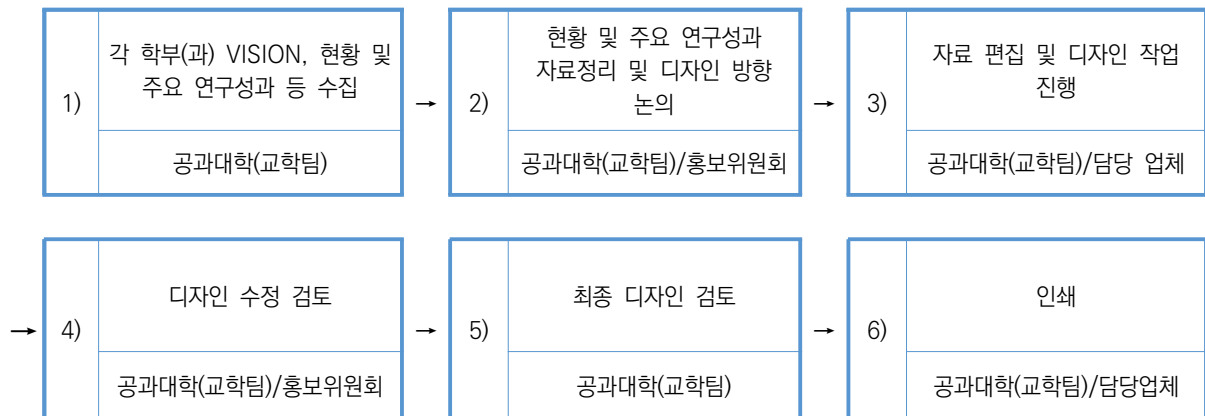 1)
각 학부(과) VISION, 현황 및
주요 연구성과 등 수집
공과대학(교학팀)
→
2)
현황 및 주요 연구성과
자료정리 및 디자인 방향
논의
공과대학(교학팀)/홍보위원회
→
3)
자료 편집 및 디자인 작업
진행
공과대학(교학팀)/담당 업체
→
4)
디자인 수정 검토
공과대학(교학팀)/홍보위원회
→
5)
최종 디자인 검토
공과대학(교학팀)
→
6)
인쇄
공과대학(교학팀)/담당업체